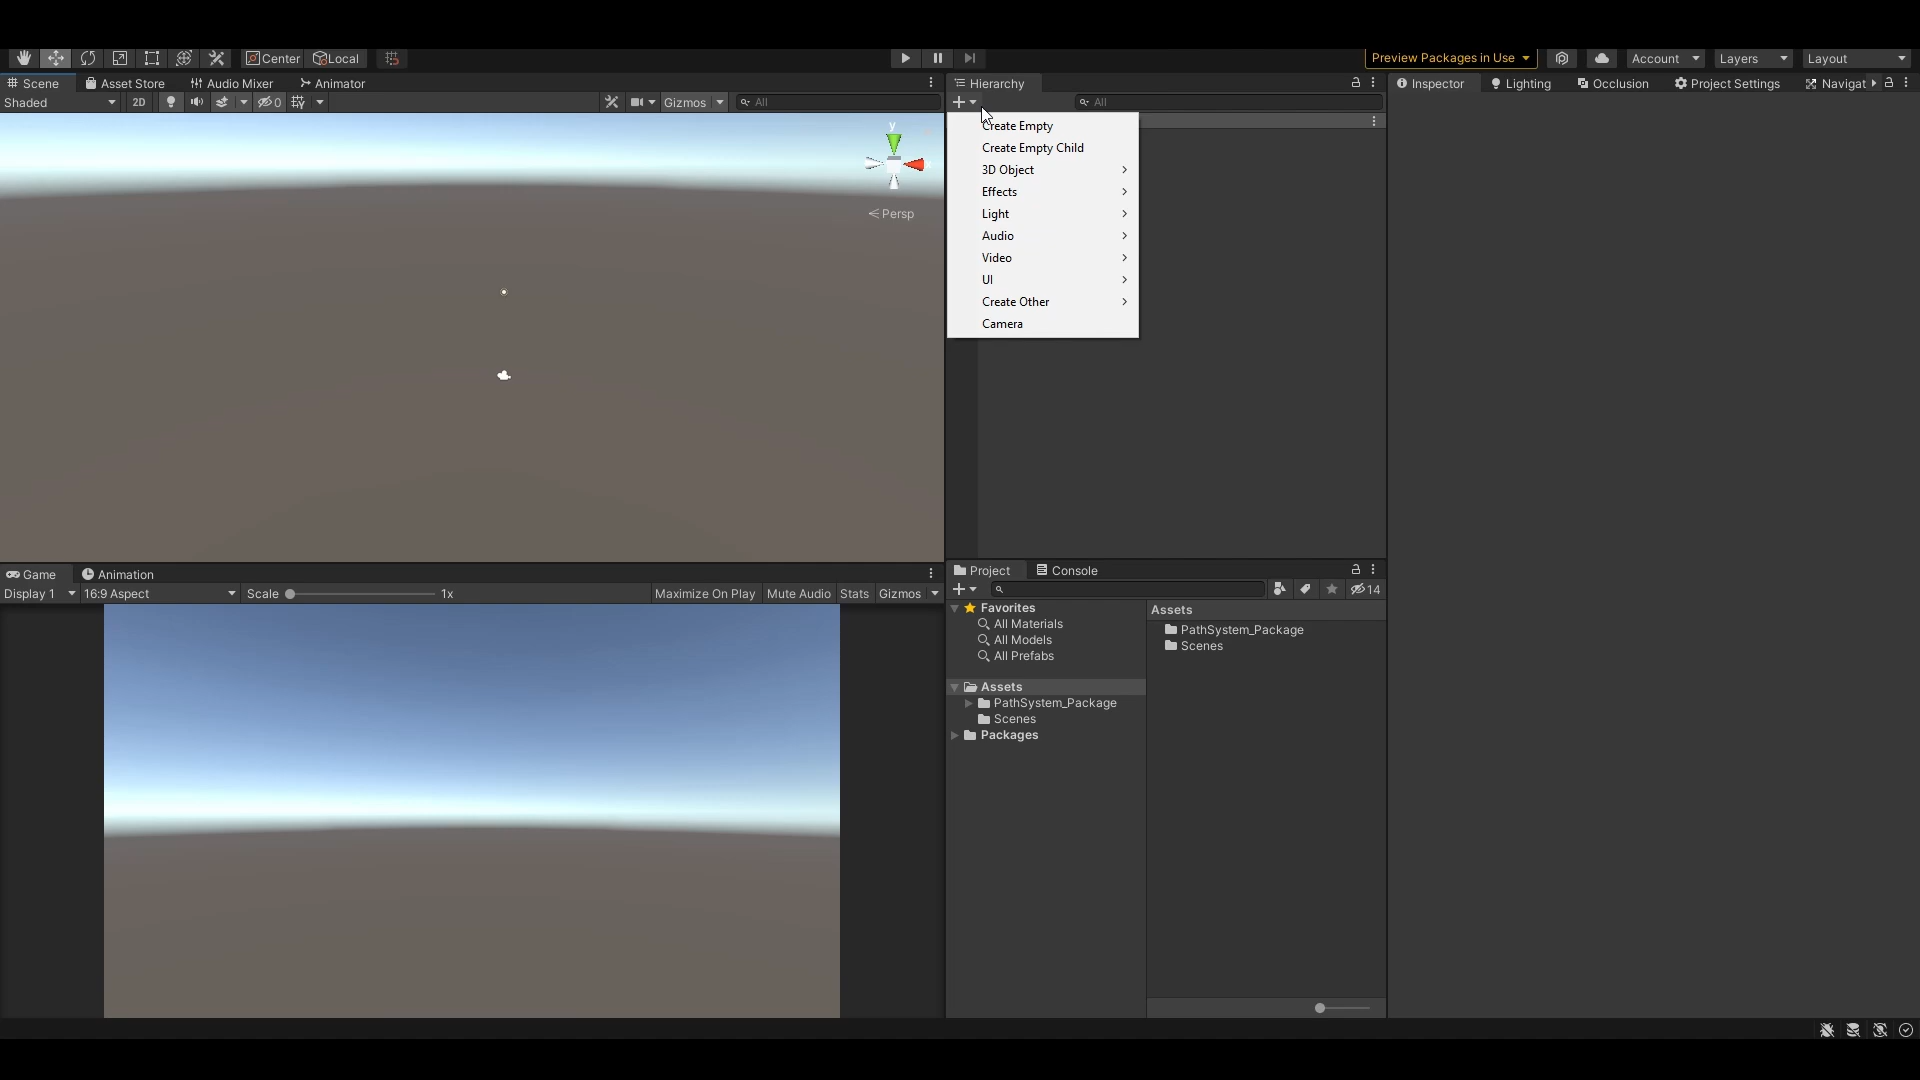 Center Local Preview Packages in Use Account Layers Layout
Scene Asset Store Audio Mixer Animator
Shaded 2D 0 Gizmos All
y
Persp
Hierarchy
All
Create Empty
Create Empty Child
3D Object
Effects
Light
Audio
Video
UI
Create Other
Camera
Inspector Lighting Occlusion Project Settings Navigat
Game Animation
Display 1 16:9 Aspect Scale 1x Maximize On Play Mute Audio Stats Gizmos
Project Console
14
Favorites
All Materials
All Models
All Prefabs
Assets
PathSystem_Package
Scenes
Packages
Assets
PathSystem_Package
Scenes